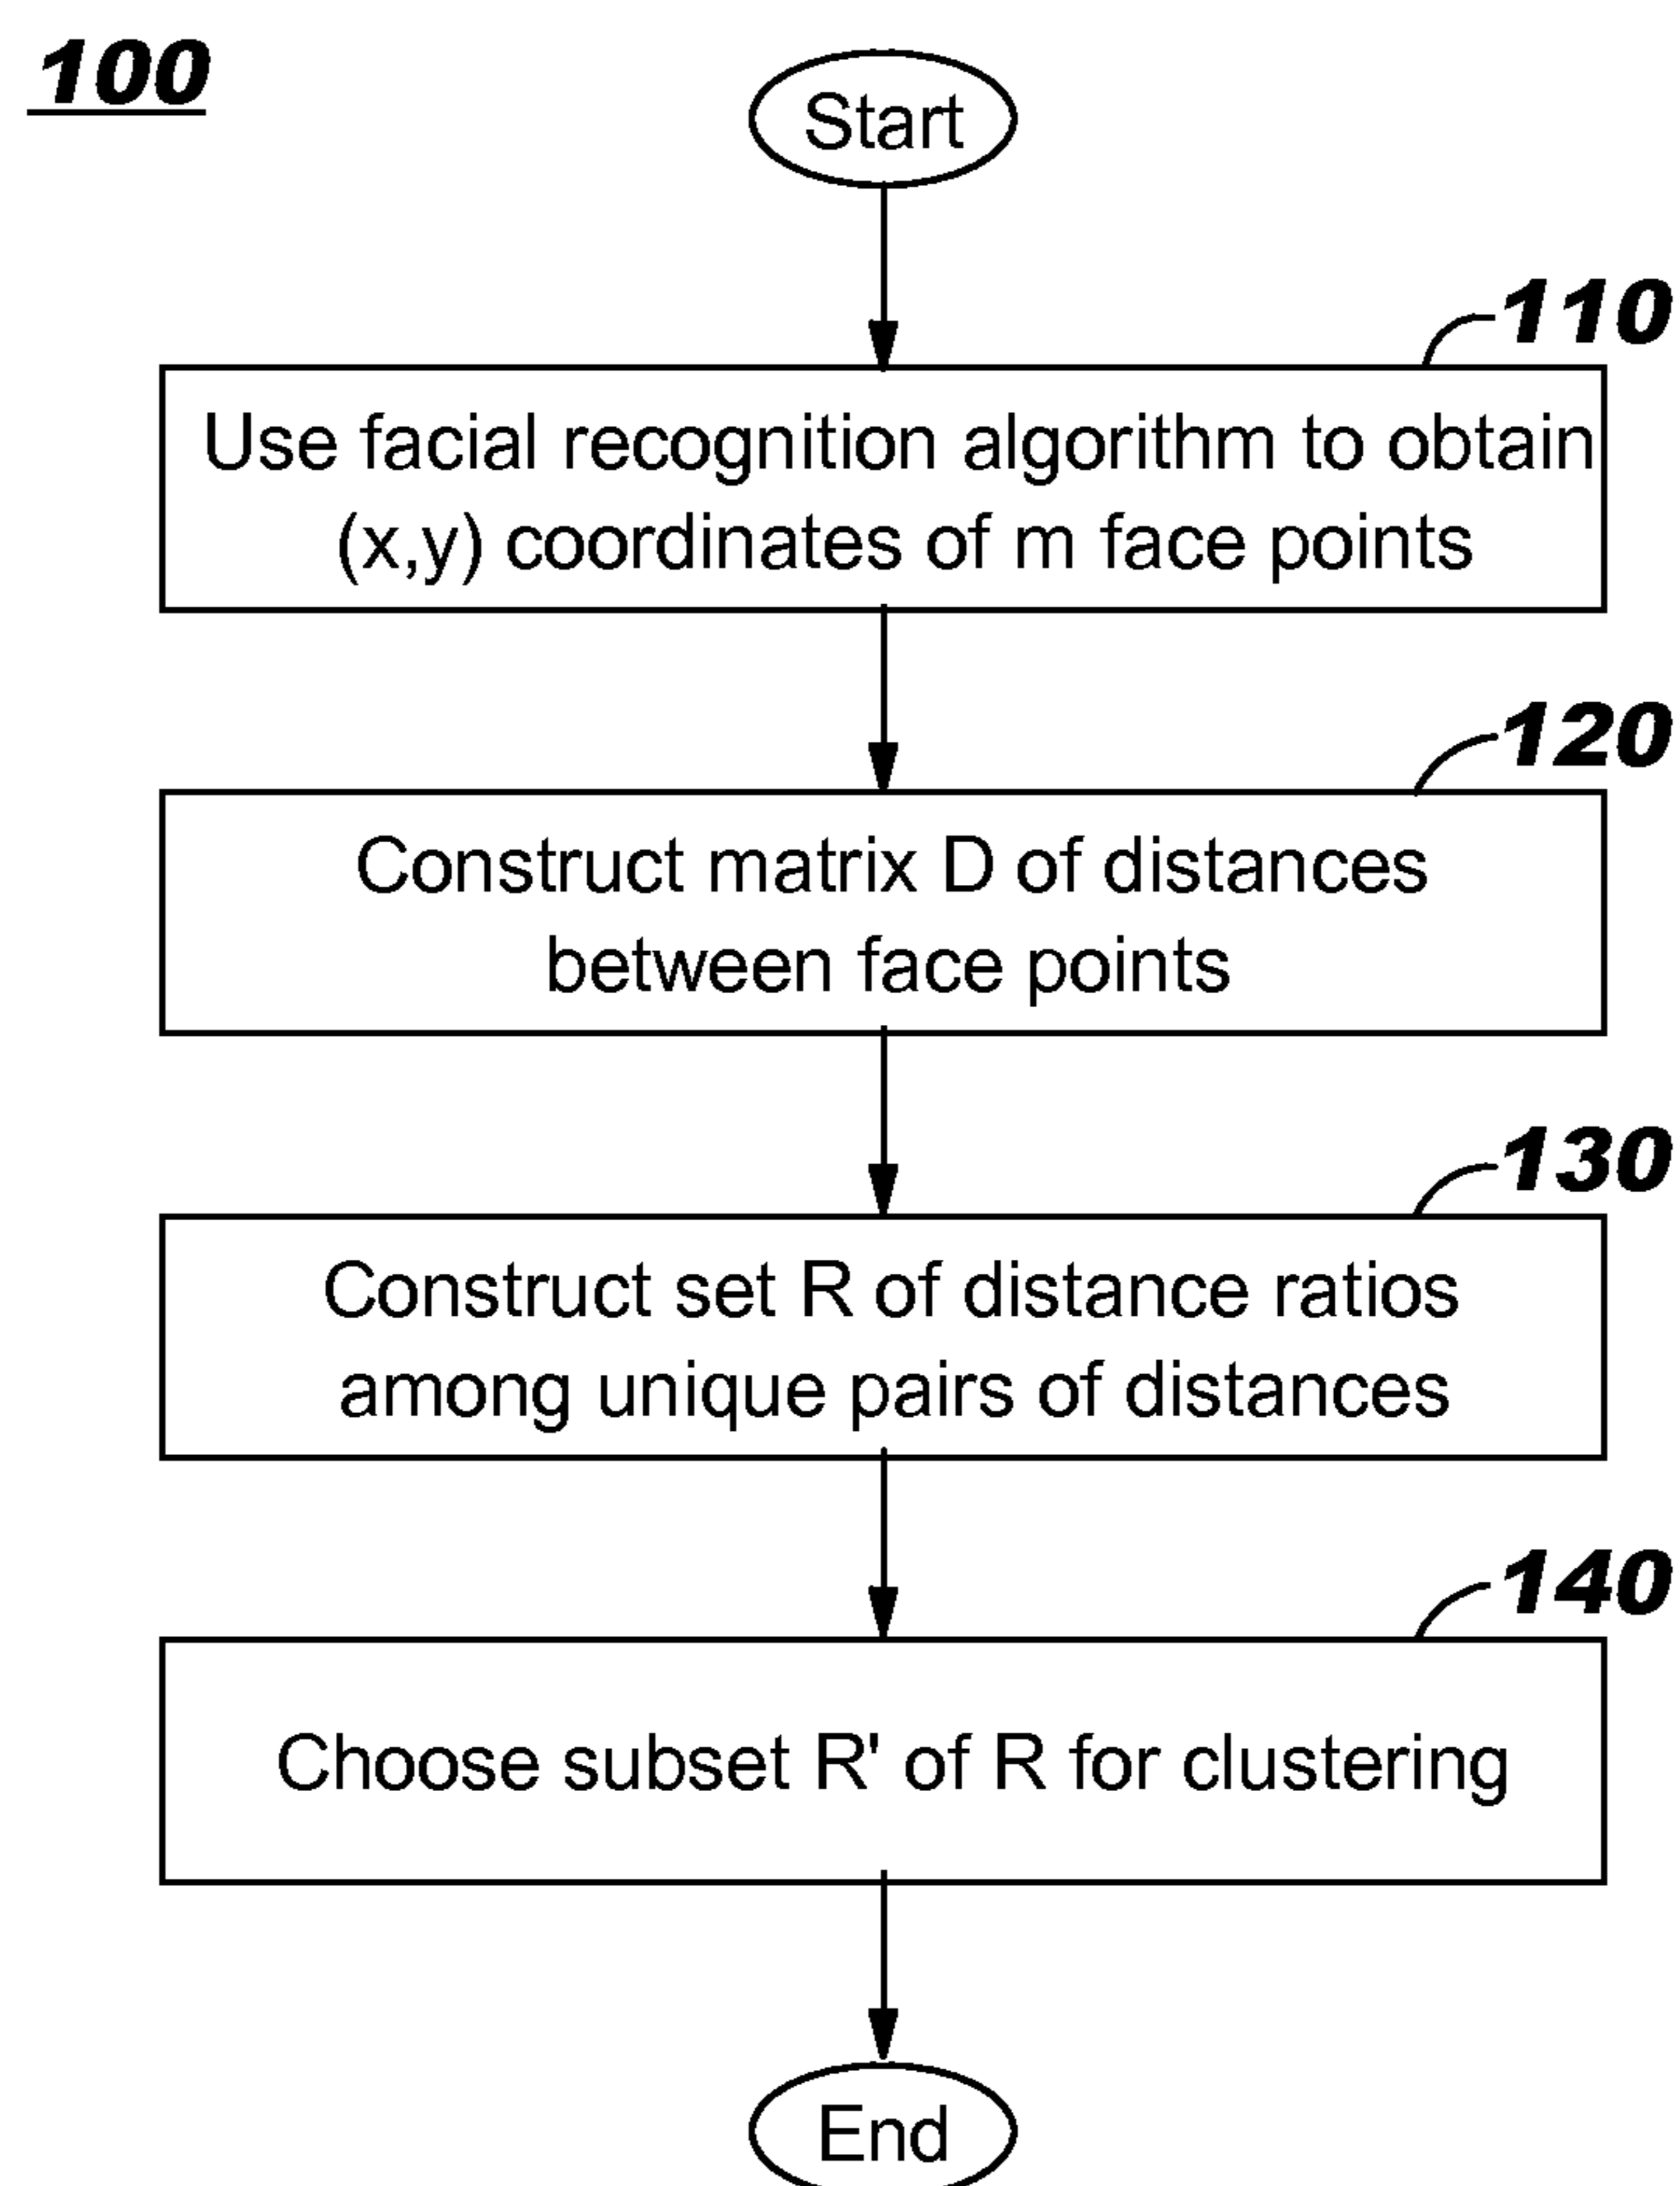 100
Start
110
Use facial recognition algorithm to obtain
(x,y) coordinates of m face points
120
Construct matrix D of distances
between face points
130
Construct set R of distance ratios
among unique pairs of distances
140
Choose subset R' of R for clustering
End